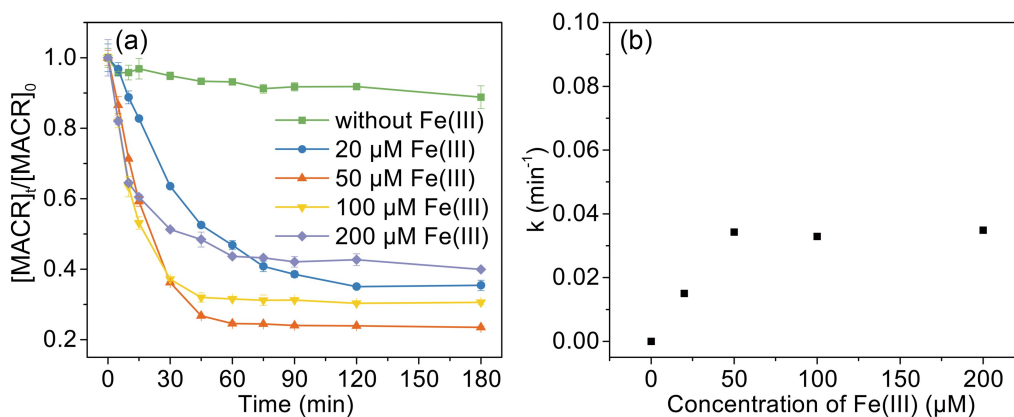 (a)
1.0
0.8
0.6
0.4
0.2
[MACR]t/[MACR]0
without Fe(III)
20 μM Fe(III)
50 μM Fe(III)
100 μM Fe(III)
200 μM Fe(III)
0 30 60 90 120 150 180
Time (min)
(b)
0.10
0.08
0.06
0.04
0.02
0.00
k (min-1)
0 50 100 150 200
Concentration of Fe(III) (μM)